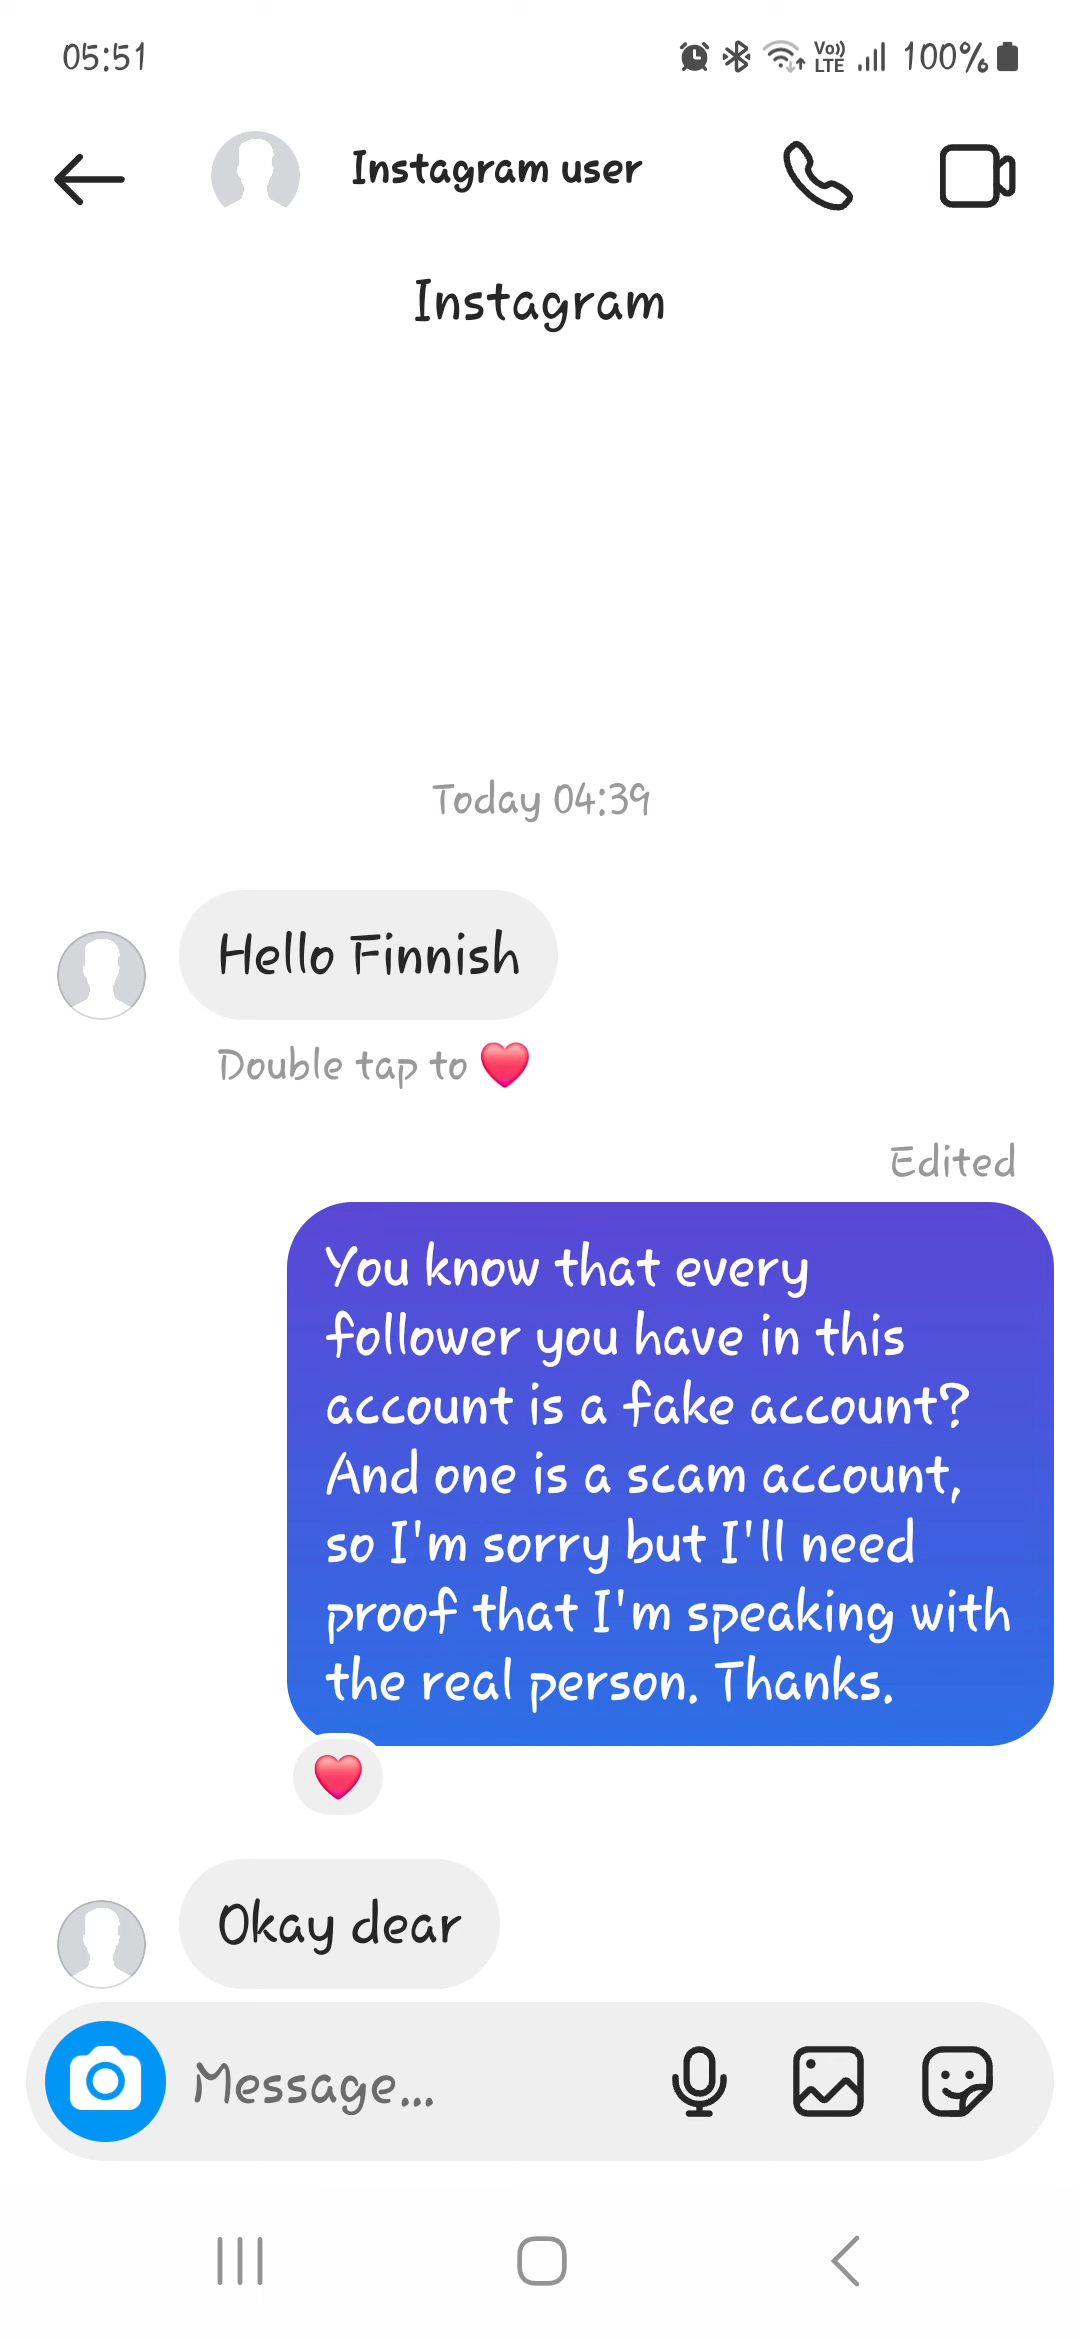 05:51 Vo)) LTE 100%
Instagram user
Instagram
Today 04:39
Hello Finnish
Double tap to ❤️
Edited
You know that every
follower you have in this
account is a fake account?
And one is a scam account,
so I'm sorry but I'll need
proof that I'm speaking with
the real person. Thanks.
❤️
Okay dear
Message...